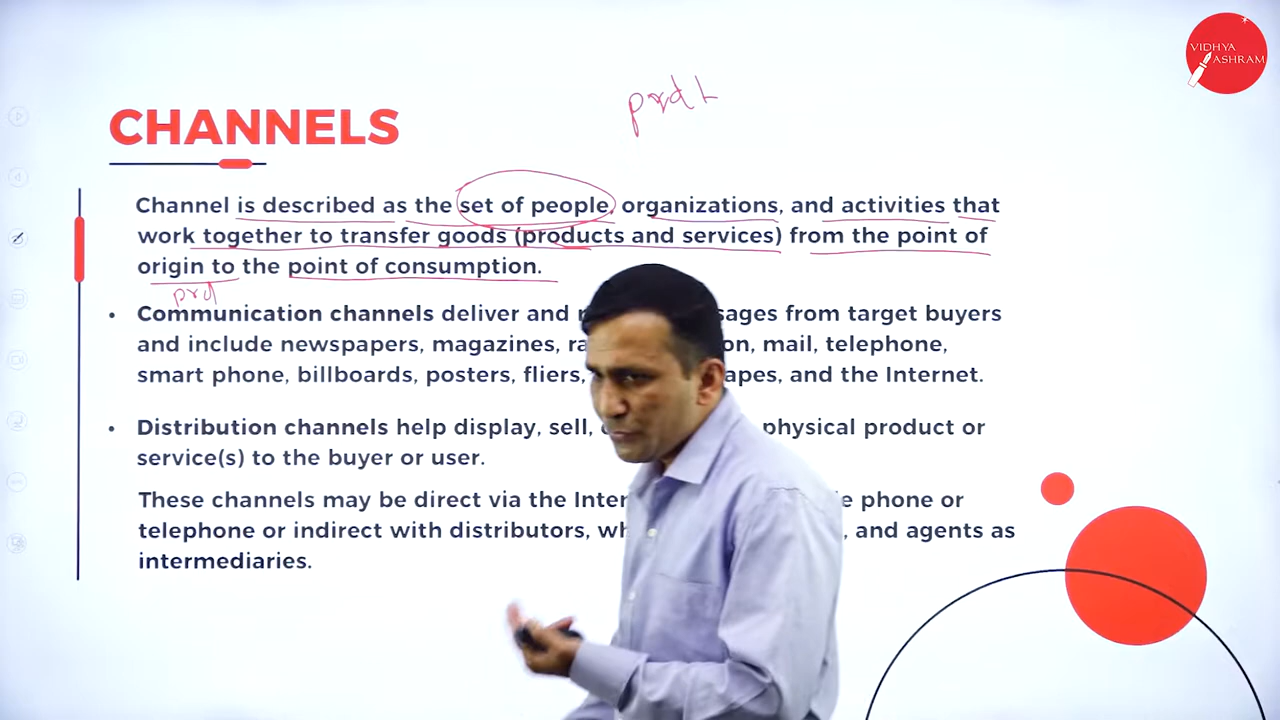 VIDHYA
ASHRAM
prd
CHANNELS
Channel is described as the set of people, organizations, and activities that
work together to transfer goods (products and services) from the point of
origin to the point of consumption.
prd
• Communication channels deliver and sages from target buyers
and include newspapers, magazines, on, mail, telephone,
smart phone, billboards, posters, fliers, apes, and the Internet.
• Distribution channels help display, sell, physical product or
service(s) to the buyer or user.
These channels may be direct via the Inter e phone or
telephone or indirect with distributors, wh , and agents as
intermediaries.